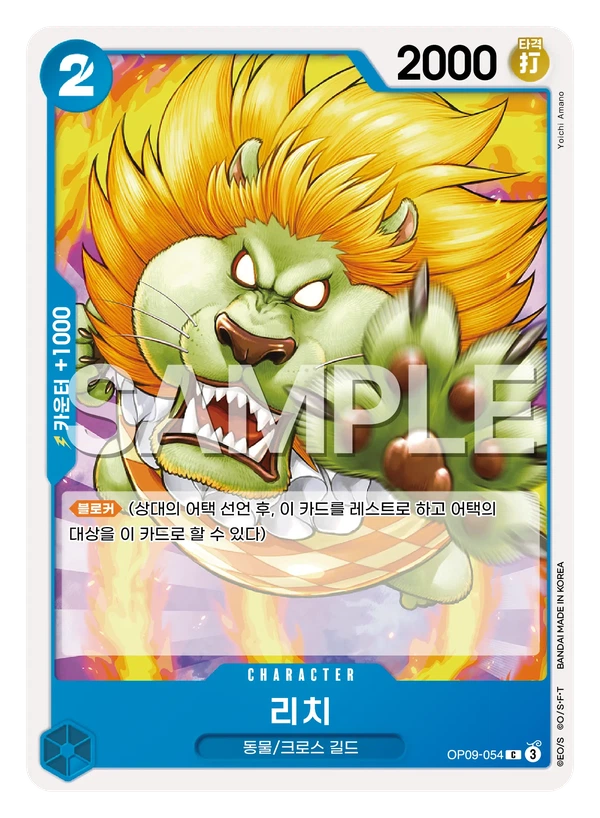 2
2000
타격
打
Yoichi Amano
카운터 +1000
SAMPLE
블로커 (상대의 어택 선언 후, 이 카드를 레스트로 하고 어택의
대상을 이 카드로 할 수 있다)
CHARACTER
리치
동물/크로스 길드
OP09-054 C 3
©EO/S ©O/S·F·T BANDAI MADE IN KOREA